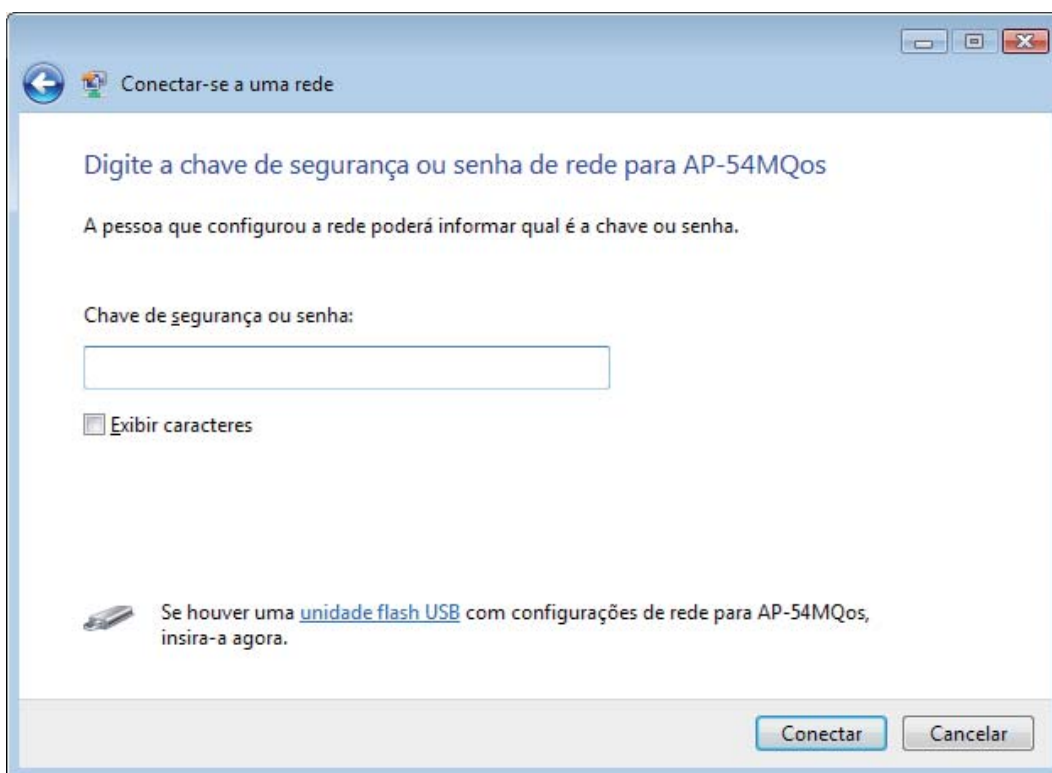 Conectar-se a uma rede
Digite a chave de segurança ou senha de rede para AP-54MQos
A pessoa que configurou a rede poderá informar qual é a chave ou senha.
Chave de segurança ou senha:
Exibir caracteres
Se houver uma unidade flash USB com configurações de rede para AP-54MQos,
insira-a agora.
Conectar
Cancelar